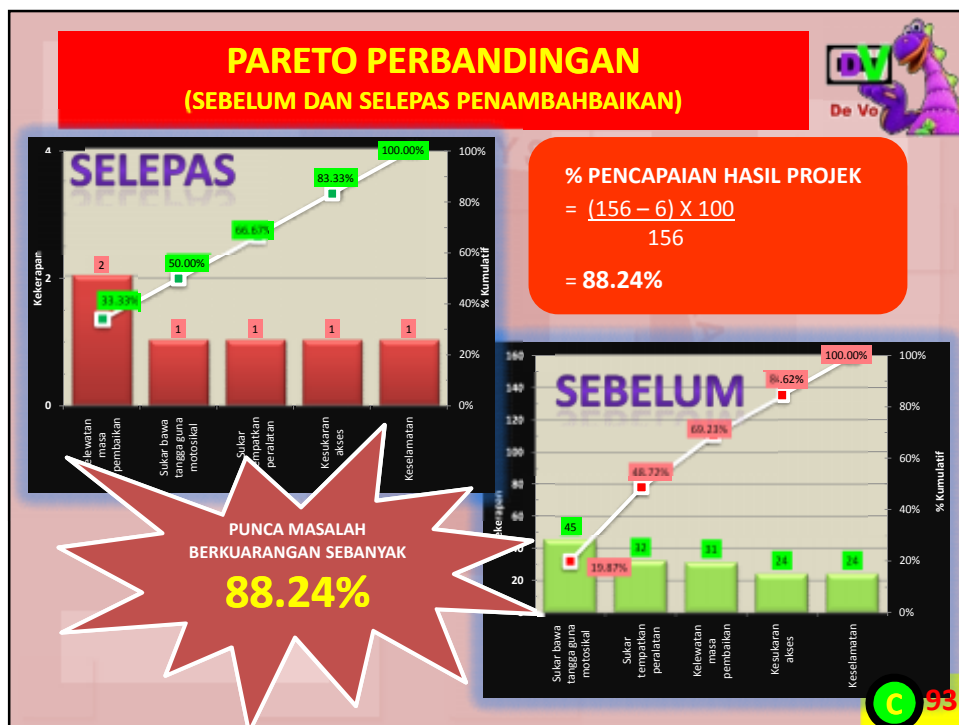 PARETO PERBANDINGAN
(SEBELUM DAN SELEPAS PENAMBAHBAIKAN)
DV
De Vo
SELEPAS
4
2
0
Kekerapan
100%
80%
60%
40%
20%
0%
% Kumulatif
2
1
1
1
1
33.33%
50.00%
66.67%
83.33%
100.00%
Kelewatan
masa
pembaikan
Sukar bawa
tangga guna
motosikal
Sukar
tempatkan
peralatan
Kesukaran
akses
Keselamatan
% PENCAPAIAN HASIL PROJEK
= (156 – 6) X 100
156
= 88.24%
SEBELUM
160
140
120
100
80
60
40
20
Kekerapan
100%
80%
60%
40%
20%
0%
% Kumulatif
45
32
31
24
24
19.87%
48.72%
69.23%
84.62%
100.00%
Sukar bawa
tangga guna
motosikal
Sukar
tempatkan
peralatan
Kelewatan
masa
pembaikan
Kesukaran
akses
Keselamatan
PUNCA MASALAH
BERKUARANGAN SEBANYAK
88.24%
C
93